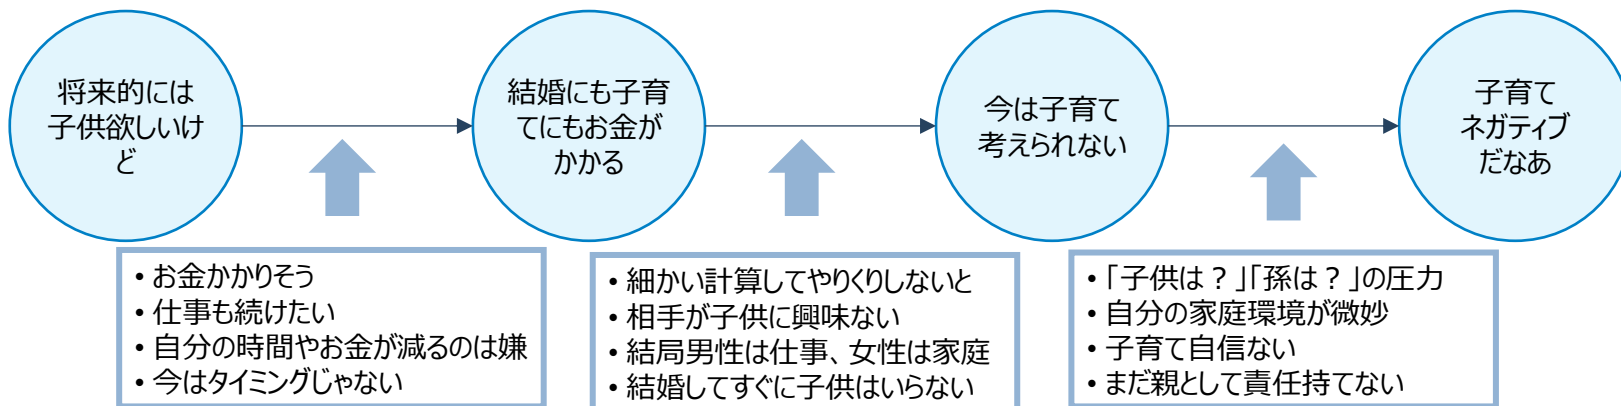 将来的には
子供欲しいけ
ど
結婚にも子育
てにもお金が
かかる
今は子育て
考えられない
子育て
ネガティブ
だなあ
• お金かかりそう
• 仕事も続けたい
• 自分の時間やお金が減るのは嫌
• 今はタイミングじゃない
• 細かい計算してやりくりしないと
• 相手が子供に興味ない
• 結局男性は仕事、女性は家庭
• 結婚してすぐに子供はいらない
• 「子供は？」「孫は？」の圧力
• 自分の家庭環境が微妙
• 子育て自信ない
• まだ親として責任持てない